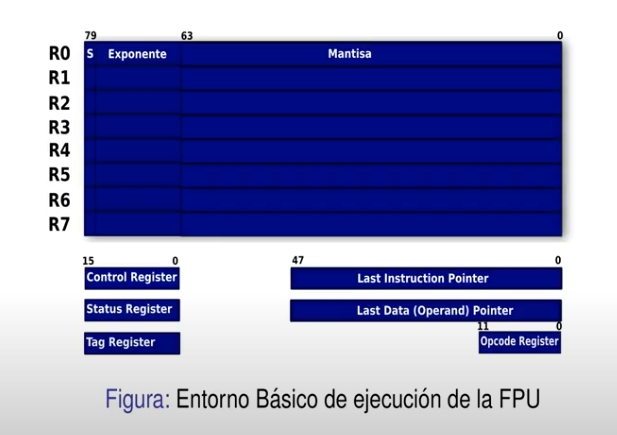 79 63 0
R0 S Exponente Mantisa
R1
R2
R3
R4
R5
R6
R7
15 0 47 0
Control Register Last Instruction Pointer
Status Register Last Data (Operand) Pointer
11 0
Tag Register Opcode Register
Figura: Entorno Básico de ejecución de la FPU